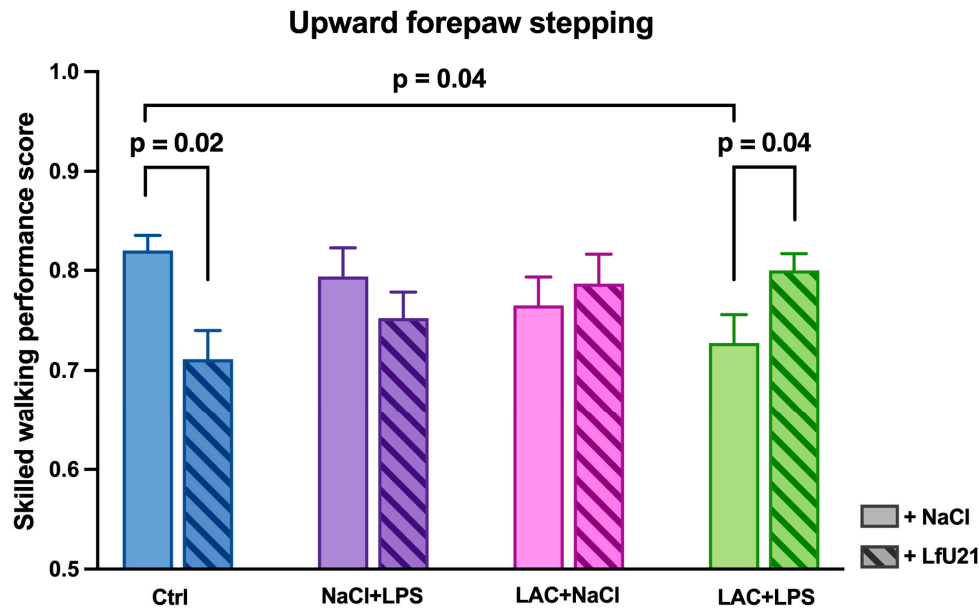 Upward forepaw stepping
Skilled walking performance score
1.0
0.9
0.8
0.7
0.6
0.5
p = 0.04
p = 0.02
p = 0.04
Ctrl
NaCl+LPS
LAC+NaCl
LAC+LPS
+ NaCl
+ LfU21